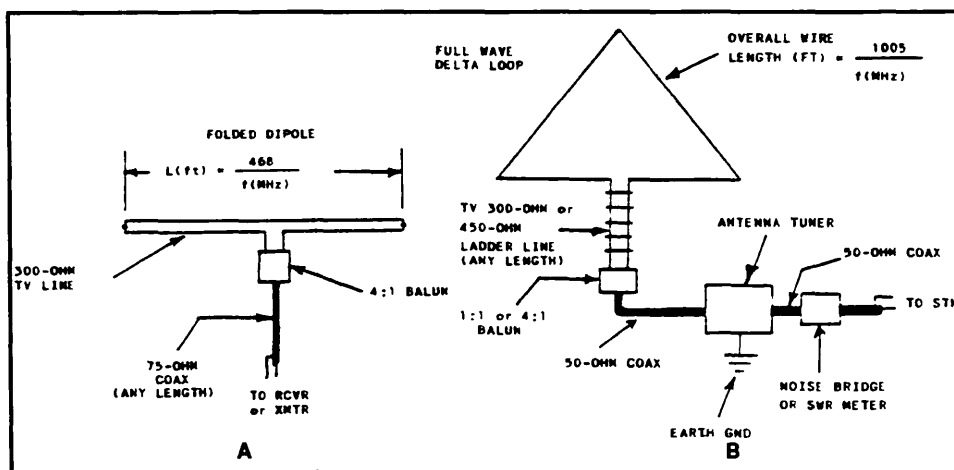 FOLDED DIPOLE
L(ft) = 468
f(MHz)
300-OHM
TV LINE
4:1 BALUN
75-OHM
COAX
(ANY LENGTH)
TO RCVR
or XMTR
A
FULL WAVE
DELTA LOOP
OVERALL WIRE
LENGTH (FT) = 1005
f(MHz)
TV 300-OHM or
450-OHM
LADDER LINE
(ANY LENGTH)
1:1 or 4:1
BALUN
50-OHM COAX
ANTENNA TUNER
50-OHM
COAX
TO STN
NOISE BRIDGE
OR SWR METER
EARTH GND
B